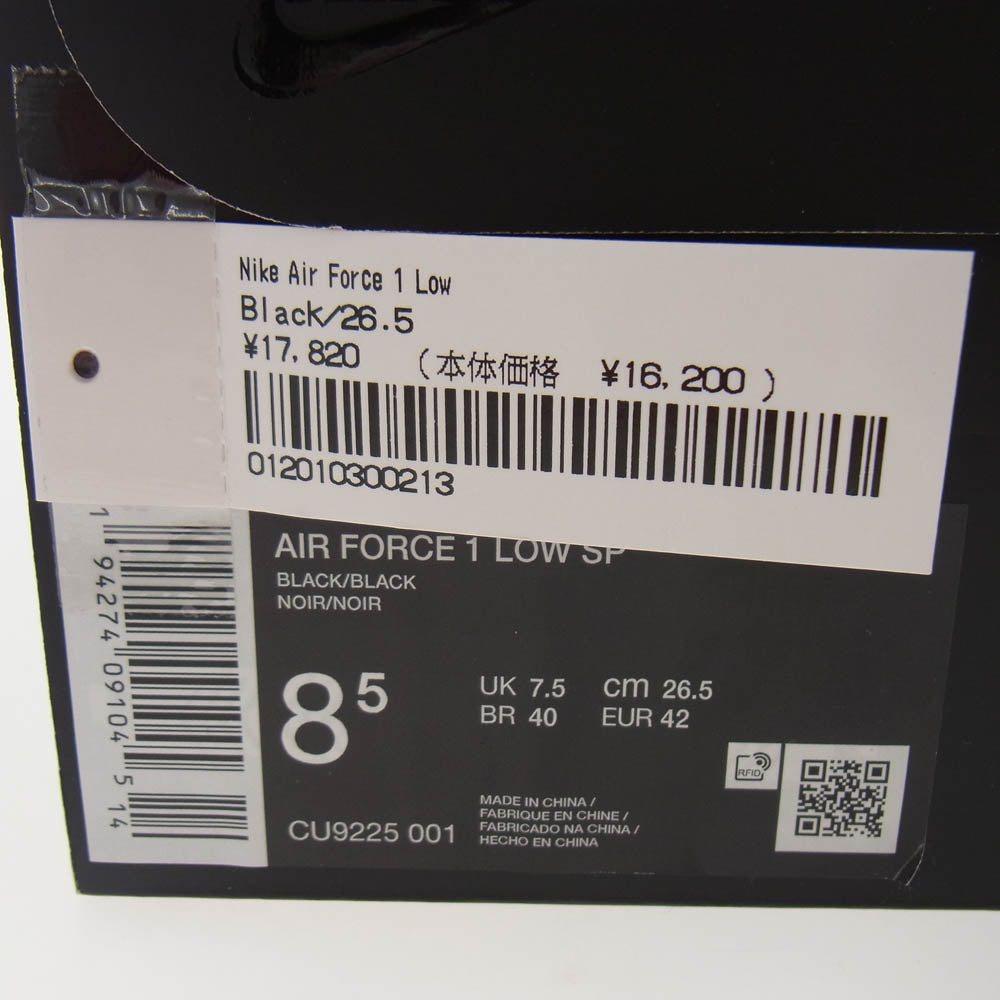 Nike Air Force 1 Low
Black/26.5
¥17,820 (本体価格 ¥16,200 )
012010300213
AIR FORCE 1 LOW SP
BLACK/BLACK
NOIR/NOIR
8 5
UK 7.5 cm 26.5
BR 40 EUR 42
RFID
MADE IN CHINA /
FABRIQUE EN CHINE /
FABRICADO NA CHINA /
HECHO EN CHINA
CU9225 001
1 94274 09104 5 14